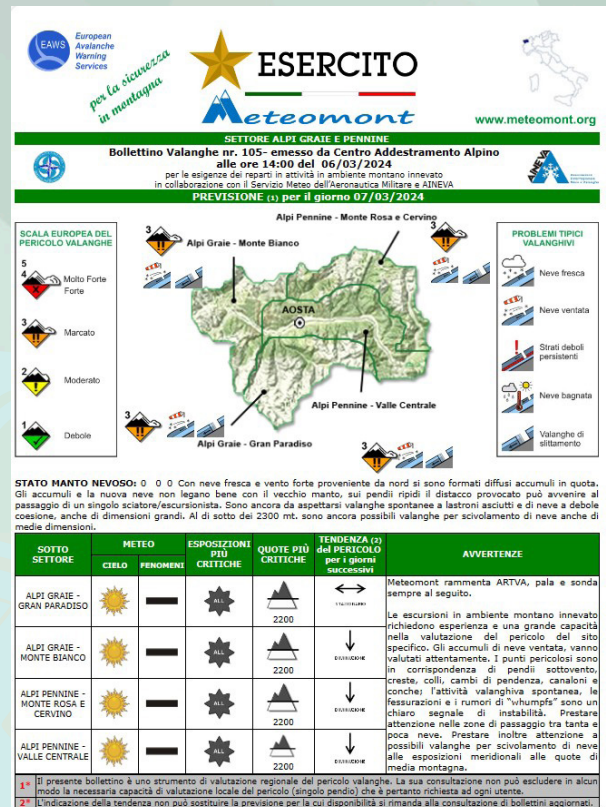 EAWS
European
Avalanche
Warning
Services
per la sicurezza
in montagna
ESERCITO
Meteomont
www.meteomont.org
SETTORE ALPI GRAIE E PENNINE
Bollettino Valanghe nr. 105- emesso da Centro Addestramento Alpino
alle ore 14:00 del 06/03/2024
per le esigenze dei reparti in attività in ambiente montano innevato
in collaborazione con il Servizio Meteo dell'Aeronautica Militare e AINEVA
AINEVA
PREVISIONE (1) per il giorno 07/03/2024
SCALA EUROPEA DEL
PERICOLO VALANGHE
5
4
Molto Forte
Forte
3
Marcato
2
Moderato
1
Debole
Alpi Pennine - Monte Rosa e Cervino
3
Alpi Graie - Monte Bianco
3
AOSTA
Alpi Pennine - Valle Centrale
3
Alpi Graie - Gran Paradiso
3
PROBLEMI TIPICI
VALANGHIVI
Neve fresca
Neve ventata
Strati deboli
persistenti
Neve bagnata
Valanghe di
slittamento
STATO MANTO NEVOSO: 0 0 0 Con neve fresca e vento forte proveniente da nord si sono formati diffusi accumuli in quota.
Gli accumuli e la nuova neve non legano bene con il vecchio manto, sui pendii ripidi il distacco provocato può avvenire al
passaggio di un singolo sciatore/escursionista. Sono ancora da aspettarsi valanghe spontanee a lastroni asciutti e di neve a debole
coesione, anche di dimensioni grandi. Al di sotto dei 2300 mt. sono ancora possibili valanghe per scivolamento di neve anche di
medie dimensioni.
SOTTO
SETTORE
METEO
CIELO
FENOMENI
ESPOSIZIONI
PIÙ
CRITICHE
QUOTE PIÙ
CRITICHE
TENDENZA (2)
del PERICOLO
per i giorni
successivi
AVVERTENZE
ALPI GRAIE -
GRAN PARADISO
ALL
2200
STAZIONARIO
ALPI GRAIE -
MONTE BIANCO
ALL
2200
DIMINUZIONE
ALPI PENNINE -
MONTE ROSA E
CERVINO
ALL
2200
DIMINUZIONE
ALPI PENNINE -
VALLE CENTRALE
ALL
2200
DIMINUZIONE
Meteomont rammenta ARTVA, pala e sonda
sempre al seguito.
Le escursioni in ambiente montano innevato
richiedono esperienza e una grande capacità
nella valutazione del pericolo del sito
specifico. Gli accumuli di neve ventata, vanno
valutati attentamente. I punti pericolosi sono
in corrispondenza di pendii sottovento,
creste, colli, cambi di pendenza, canaloni e
conche; l'attività valanghiva spontanea, le
fessurazioni e i rumori di "whumpfs" sono un
chiaro segnale di instabilità. Prestare
attenzione nelle zone di passaggio tra tanta e
poca neve. Prestare inoltre attenzione a
possibili valanghe per scivolamento di neve
alle esposizioni meridionali alle quote di
media montagna.
1* Il presente bollettino è uno strumento di valutazione regionale del pericolo valanghe. La sua consultazione non può escludere in alcun
modo la necessaria capacità di valutazione locale del pericolo (singolo pendio) che è pertanto richiesta ad ogni utente.
2* L'indicazione della tendenza non può sostituire la previsione per la cui disponibilità si rimanda alla consultazione di bollettini aggiornati.